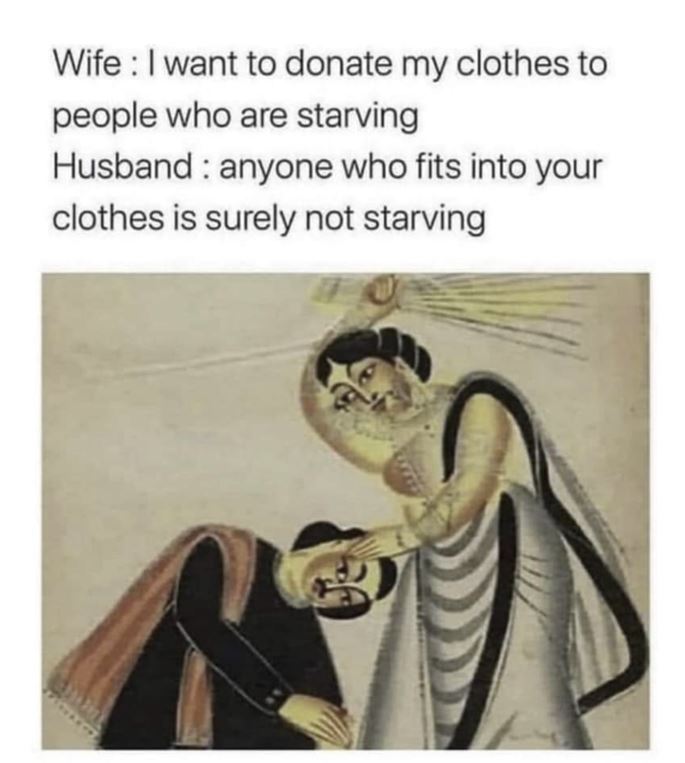 Wife : I want to donate my clothes to
people who are starving
Husband : anyone who fits into your
clothes is surely not starving